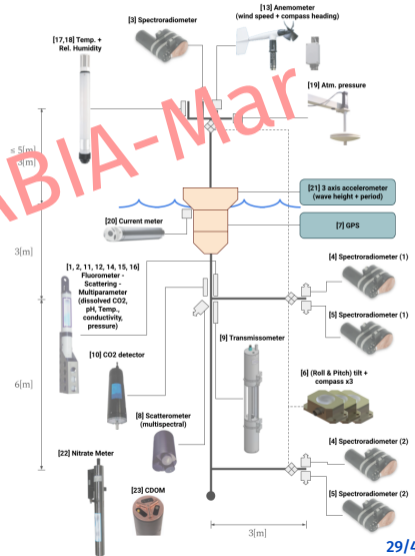 [13] Anemometer
(wind speed + compass heading)
[3] Spectroradiometer
[17,18] Temp. +
Rel. Humidity
[19] Atm. pressure
≤ 5[m]
3[m]
ABIA-Mar
[21] 3 axis accelerometer
(wave height + period)
[20] Current meter
[7] GPS
3[m]
[1, 2, 11, 12, 14, 15, 16]
Fluorometer -
Scattering -
Multiparameter
(dissolved CO2,
pH, Temp.,
conductivity,
pressure)
[4] Spectroradiometer (1)
[5] Spectroradiometer (1)
[9] Transmissometer
[10] CO2 detector
[6] (Roll & Pitch) tilt +
compass x3
6[m]
[8] Scatterometer
(multispectral)
[4] Spectroradiometer (2)
[22] Nitrate Meter
[23] CDOM
[5] Spectroradiometer (2)
3[m]
29/4